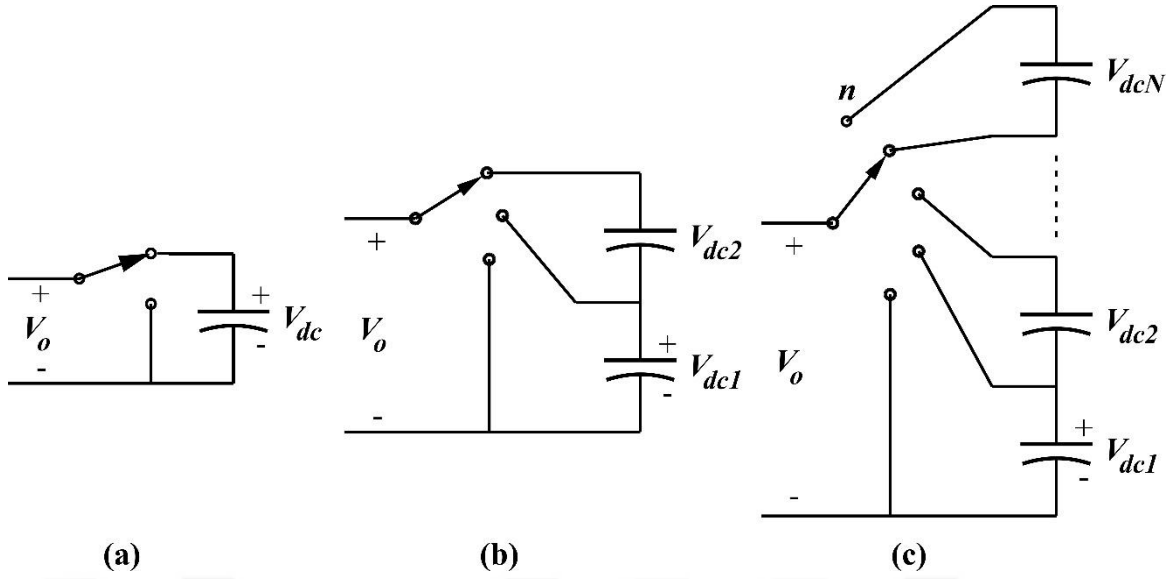 +
V_o
-
+
V_dc
-
(a)
+
V_o
-
V_dc2
+
V_dc1
-
(b)
n
V_dcN
+
V_o
-
V_dc2
+
V_dc1
-
(c)